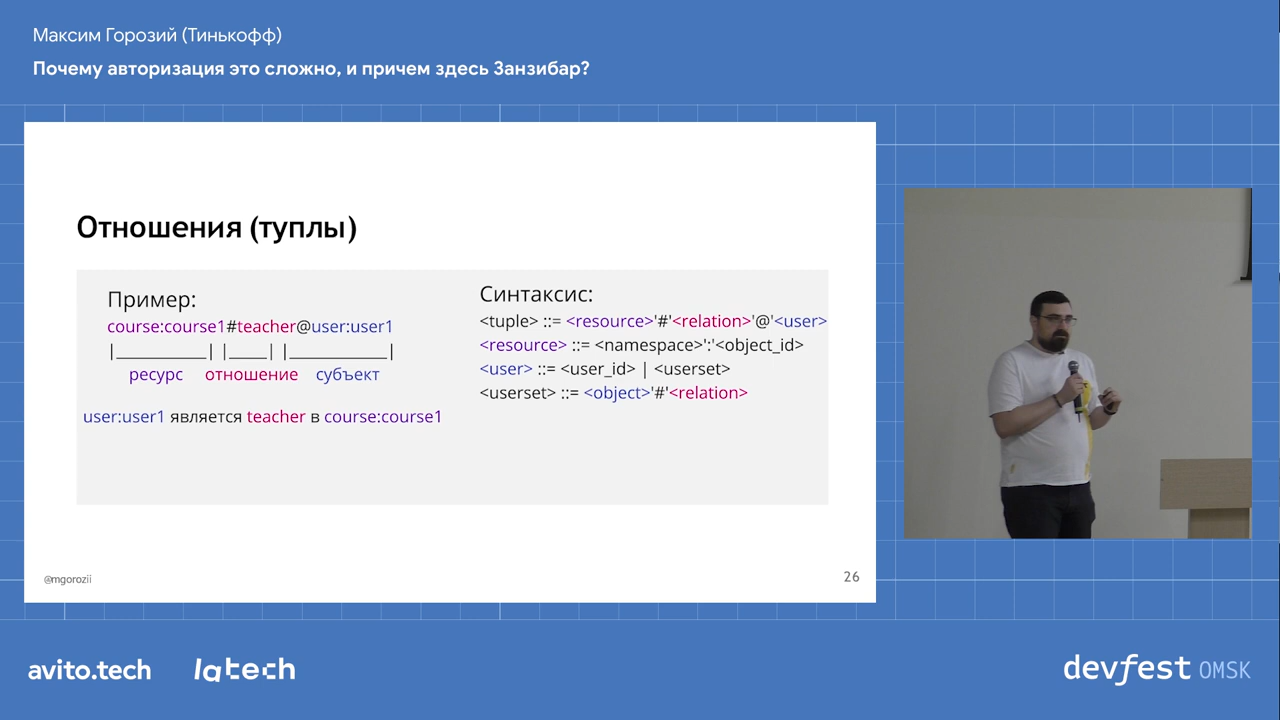 Максим Горозий (Тинькофф)
Почему авторизация это сложно, и причем здесь Занзибар?
Отношения (туплы)
Пример:
course:course1#teacher@user:user1
|__________| |____| |___________|
ресурс отношение субъект
user:user1 является teacher в course:course1
Синтаксис:
<tuple> ::= <resource>'#'<relation>'@'<user>
<resource> ::= <namespace>':'<object_id>
<user> ::= <user_id> | <userset>
<userset> ::= <object>'#'<relation>
@mgorozii
26
avito.tech
latech
devfest OMSK